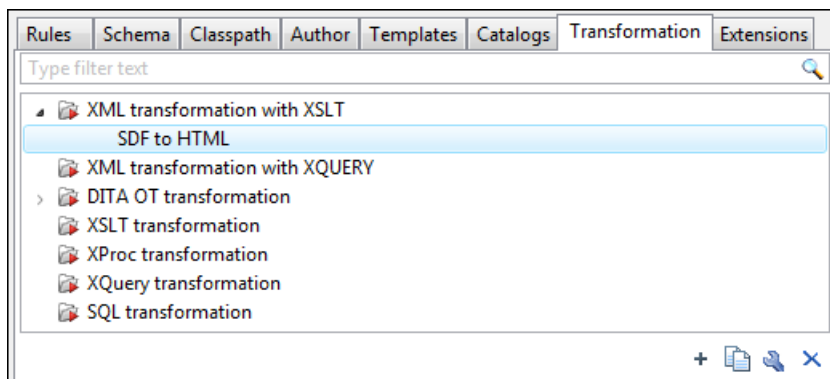 Rules Schema Classpath Author Templates Catalogs Transformation Extensions
Type filter text
XML transformation with XSLT
SDF to HTML
XML transformation with XQUERY
DITA OT transformation
XSLT transformation
XProc transformation
XQuery transformation
SQL transformation